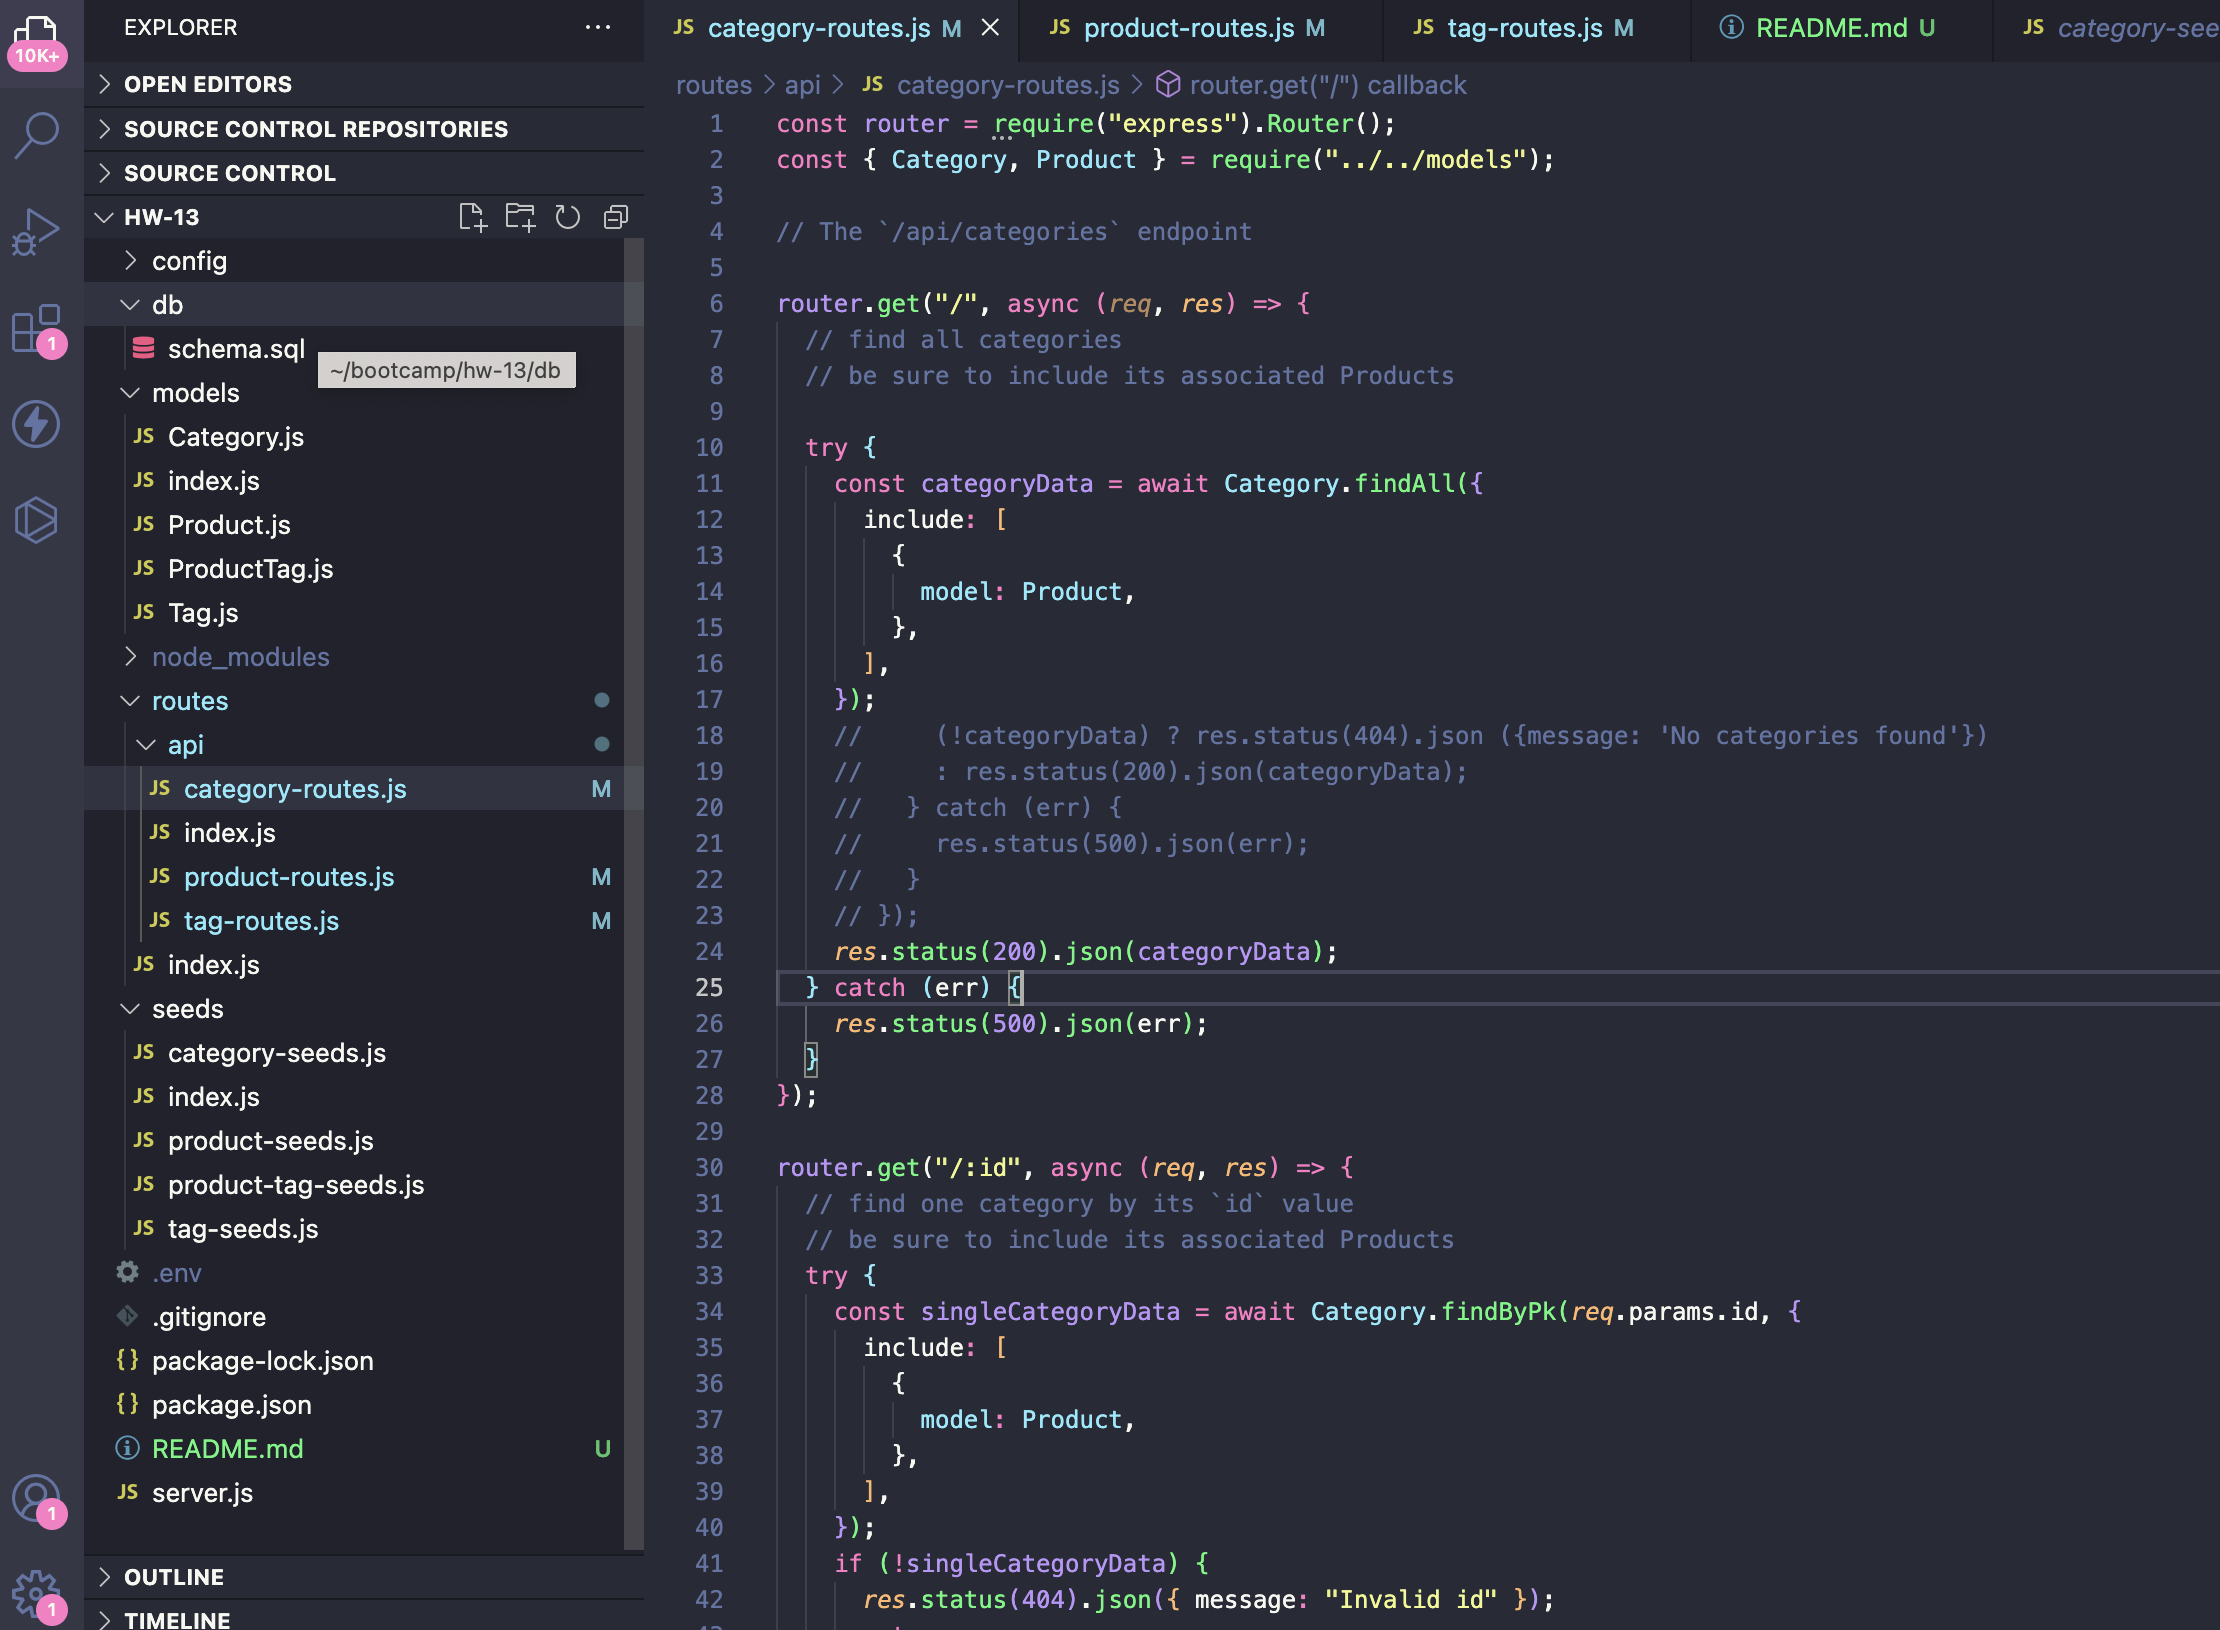 EXPLORER
10K+
OPEN EDITORS
SOURCE CONTROL REPOSITORIES
SOURCE CONTROL
HW-13
config
db
schema.sql
~/bootcamp/hw-13/db
models
JS Category.js
JS index.js
JS Product.js
JS ProductTag.js
JS Tag.js
node_modules
routes
api
JS category-routes.js M
JS index.js
JS product-routes.js M
JS tag-routes.js M
JS index.js
seeds
JS category-seeds.js
JS index.js
JS product-seeds.js
JS product-tag-seeds.js
JS tag-seeds.js
.env
.gitignore
{} package-lock.json
{} package.json
README.md U
JS server.js
OUTLINE
TIMELINE
1
1
1
JS category-routes.js M JS product-routes.js M JS tag-routes.js M README.md U JS category-see
routes > api > JS category-routes.js > router.get("/") callback
1 const router = require("express").Router();
2 const { Category, Product } = require("../../models");
3
4 // The `/api/categories` endpoint
5
6 router.get("/", async (req, res) => {
7 // find all categories
8 // be sure to include its associated Products
9
10 try {
11 const categoryData = await Category.findAll({
12 include: [
13 {
14 model: Product,
15 },
16 ],
17 });
18 // (!categoryData) ? res.status(404).json ({message: 'No categories found'})
19 // : res.status(200).json(categoryData);
20 // } catch (err) {
21 // res.status(500).json(err);
22 // }
23 // });
24 res.status(200).json(categoryData);
25 } catch (err) {
26 res.status(500).json(err);
27 }
28 });
29
30 router.get("/:id", async (req, res) => {
31 // find one category by its `id` value
32 // be sure to include its associated Products
33 try {
34 const singleCategoryData = await Category.findByPk(req.params.id, {
35 include: [
36 {
37 model: Product,
38 },
39 ],
40 });
41 if (!singleCategoryData) {
42 res.status(404).json({ message: "Invalid id" });